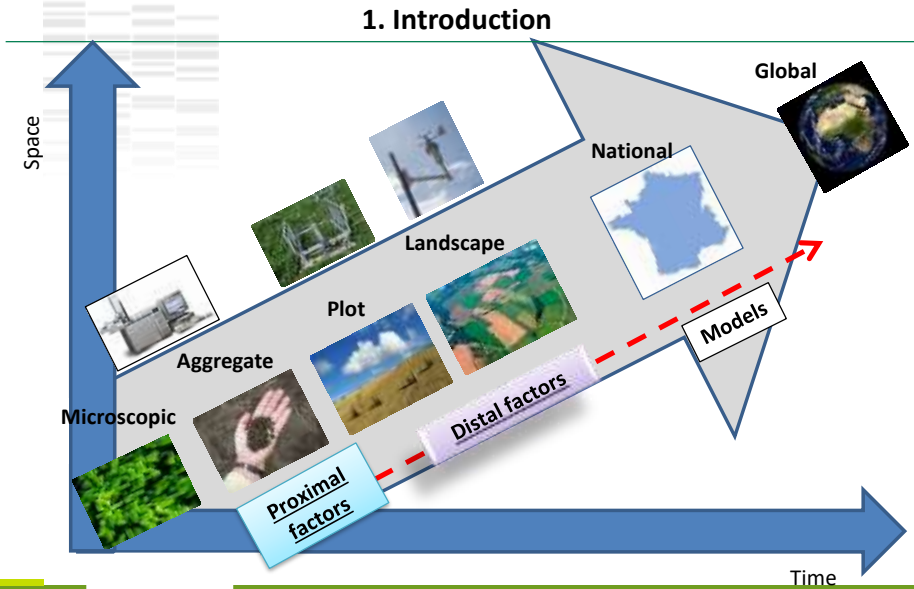 1. Introduction
Global
Space
National
Landscape
Plot
Models
Aggregate
Distal factors
Microscopic
Proximal
factors
Time